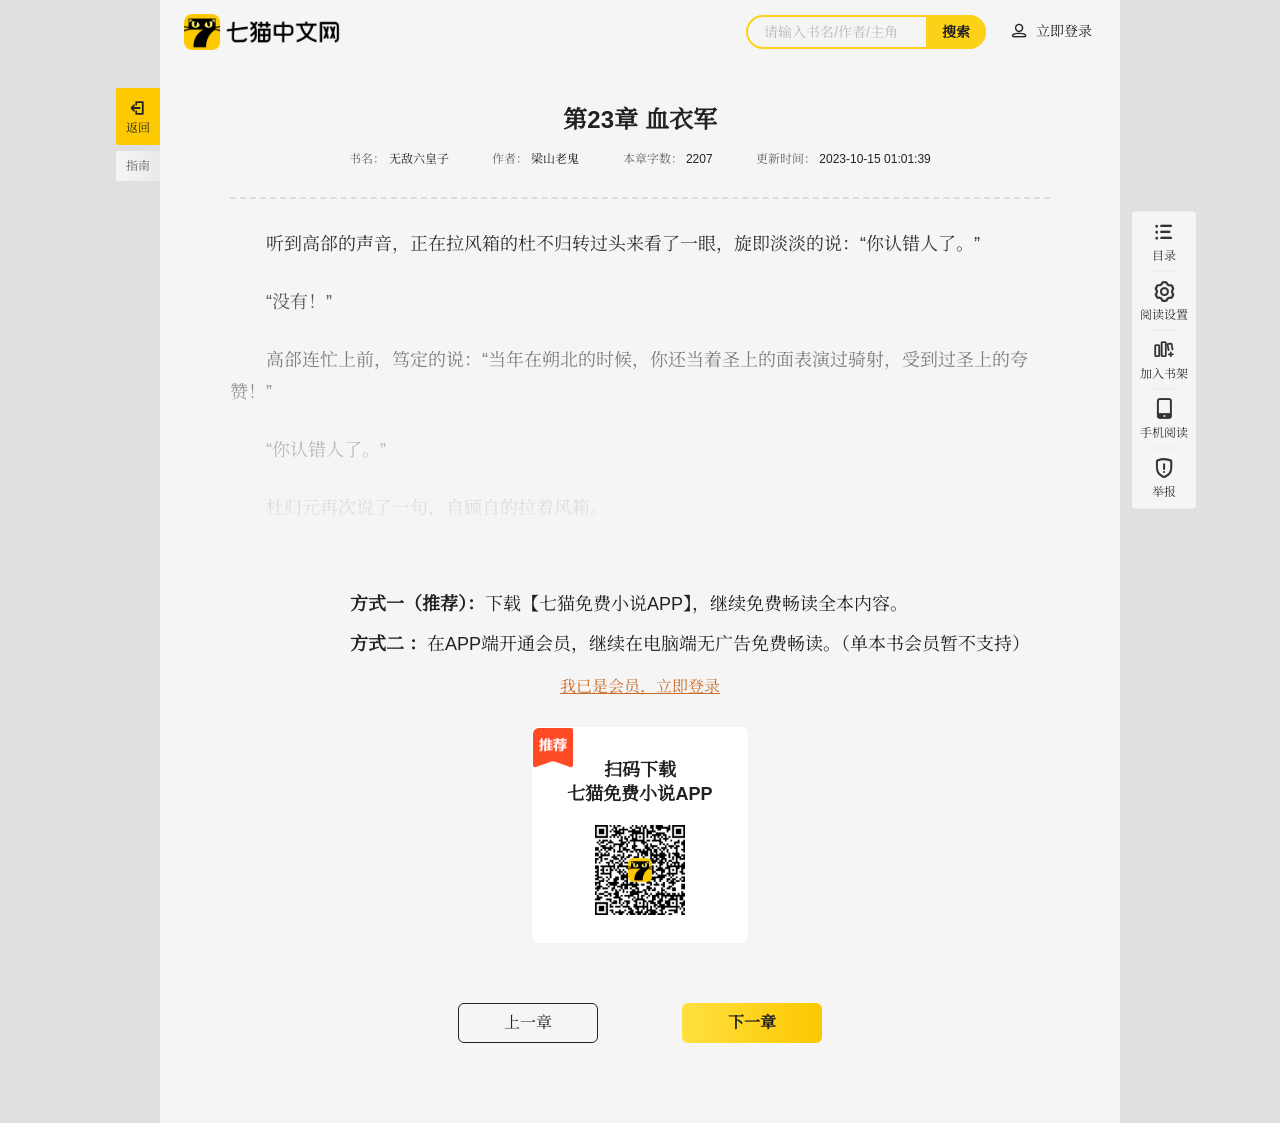 七猫中文网
请输入书名/作者/主角
搜索
立即登录
返回
指南
第23章 血衣军
书名： 无敌六皇子 作者： 梁山老鬼 本章字数： 2207 更新时间： 2023-10-15 01:01:39
听到高郃的声音，正在拉风箱的杜不归转过头来看了一眼，旋即淡淡的说：“你认错人了。”
“没有！”
高郃连忙上前，笃定的说：“当年在朔北的时候，你还当着圣上的面表演过骑射，受到过圣上的夸
赞！”
“你认错人了。”
杜归元再次说了一句，自顾自的拉着风箱。
目录
阅读设置
加入书架
手机阅读
举报
方式一（推荐）：下载【七猫免费小说APP】，继续免费畅读全本内容。
方式二 ：在APP端开通会员，继续在电脑端无广告免费畅读。（单本书会员暂不支持）
我已是会员，立即登录
推荐
扫码下载
七猫免费小说APP
上一章
下一章